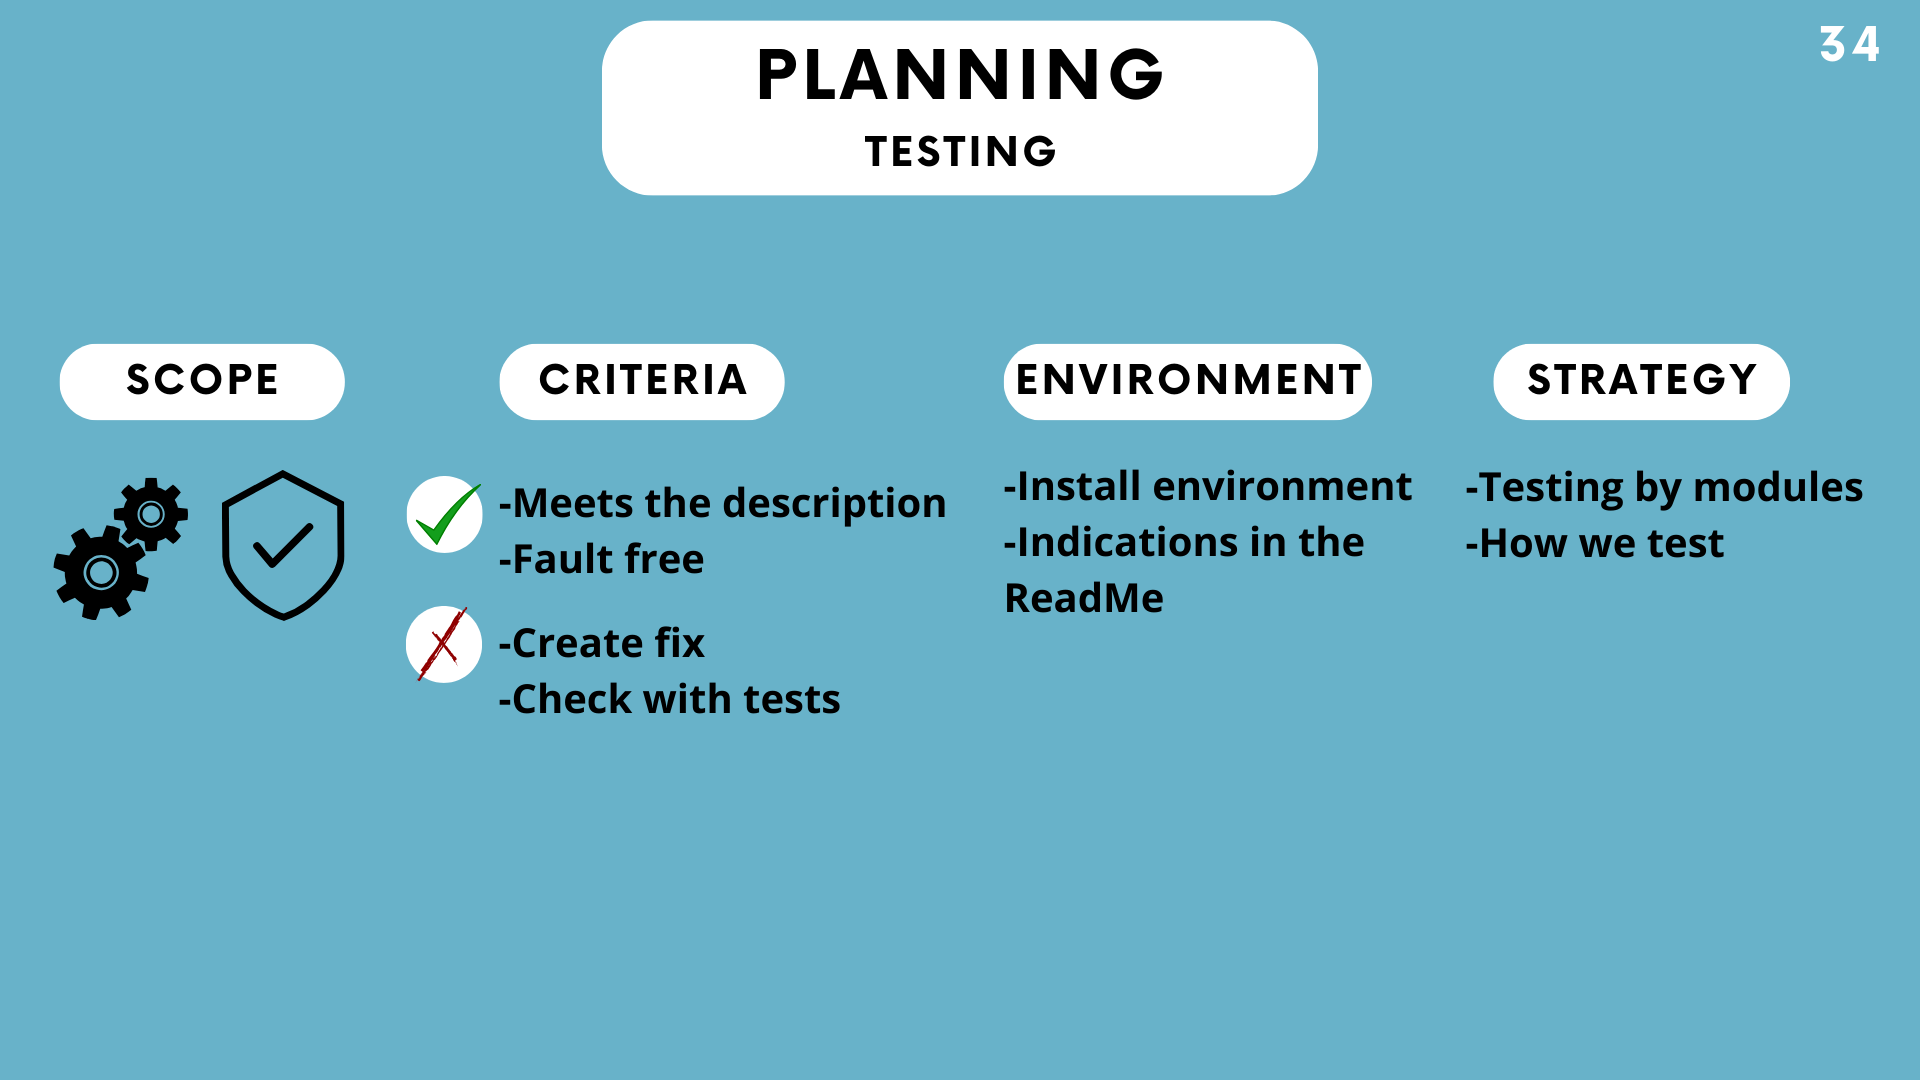 34
PLANNING
TESTING
SCOPE
CRITERIA
-Meets the description
-Fault free
-Create fix
-Check with tests
ENVIRONMENT
-Install environment
-Indications in the
ReadMe
STRATEGY
-Testing by modules
-How we test